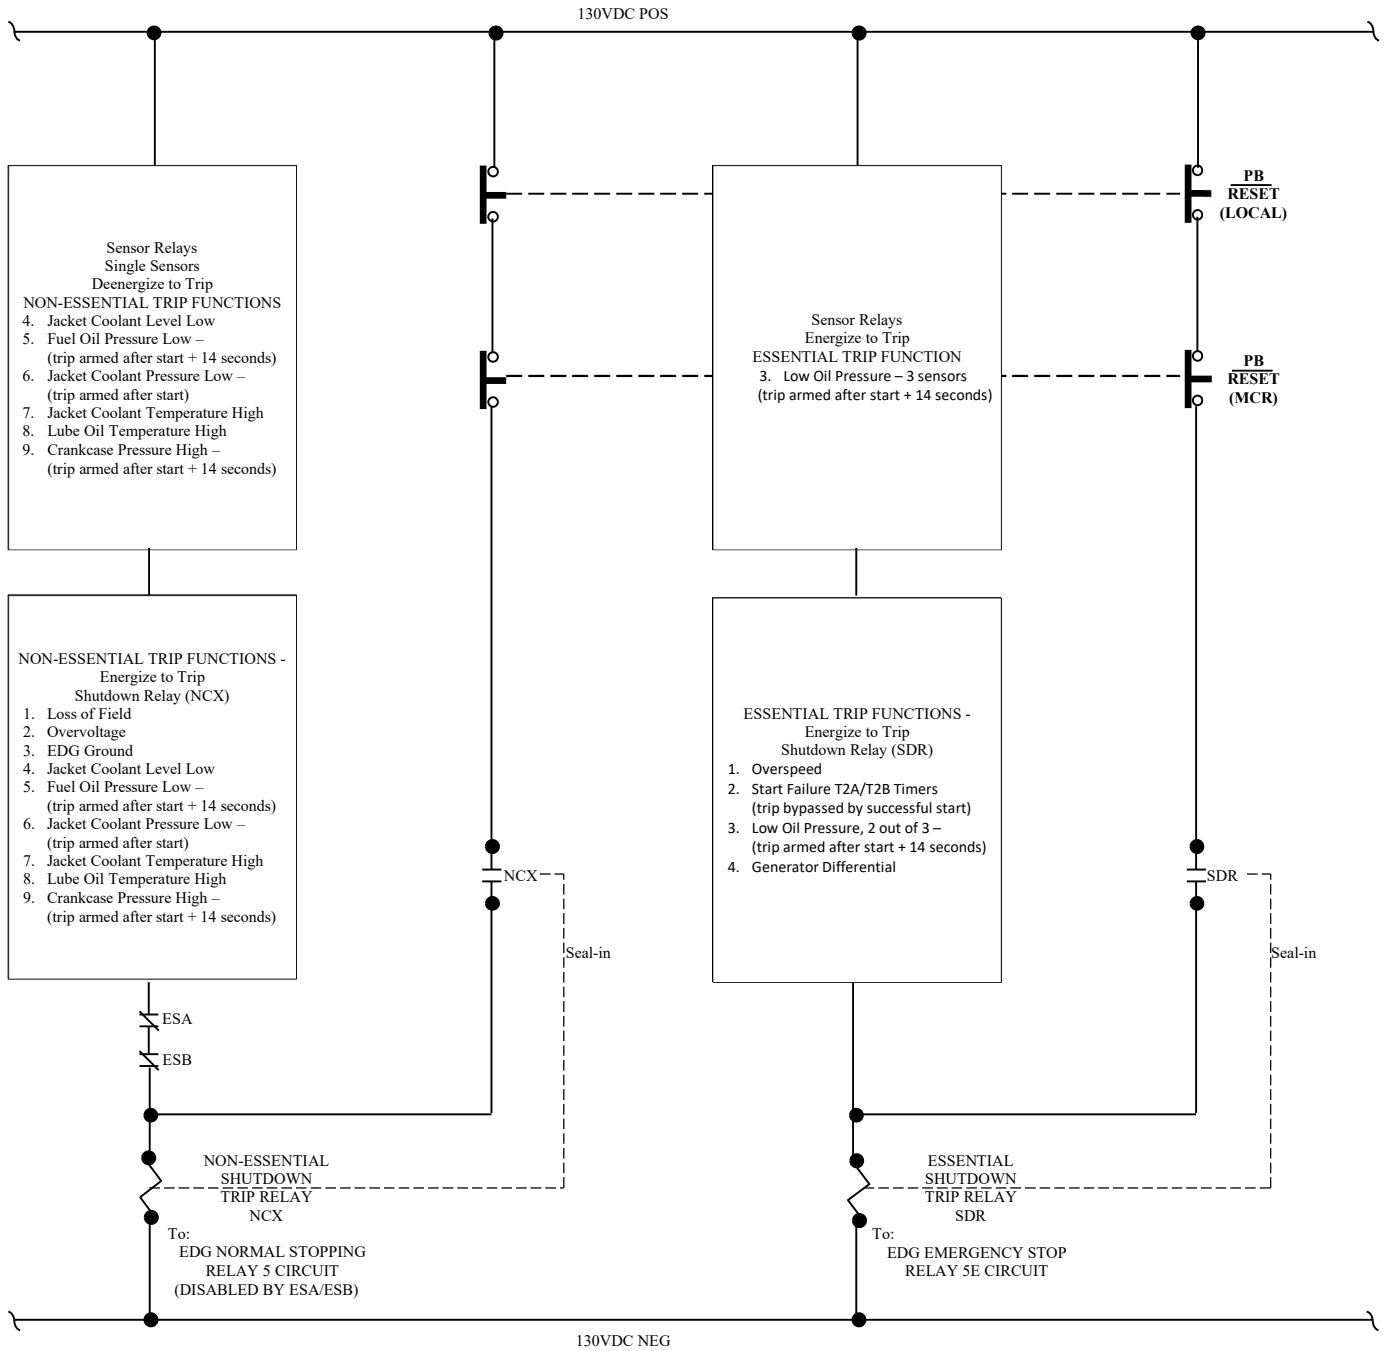 130VDC POS
Sensor Relays
Single Sensors
Deenergize to Trip
NON-ESSENTIAL TRIP FUNCTIONS
4. Jacket Coolant Level Low
5. Fuel Oil Pressure Low –
(trip armed after start + 14 seconds)
6. Jacket Coolant Pressure Low –
(trip armed after start)
7. Jacket Coolant Temperature High
8. Lube Oil Temperature High
9. Crankcase Pressure High –
(trip armed after start + 14 seconds)
Sensor Relays
Energize to Trip
ESSENTIAL TRIP FUNCTION
3. Low Oil Pressure – 3 sensors
(trip armed after start + 14 seconds)
PB
RESET
(LOCAL)
PB
RESET
(MCR)
NON-ESSENTIAL TRIP FUNCTIONS -
Energize to Trip
Shutdown Relay (NCX)
1. Loss of Field
2. Overvoltage
3. EDG Ground
4. Jacket Coolant Level Low
5. Fuel Oil Pressure Low –
(trip armed after start + 14 seconds)
6. Jacket Coolant Pressure Low –
(trip armed after start)
7. Jacket Coolant Temperature High
8. Lube Oil Temperature High
9. Crankcase Pressure High –
(trip armed after start + 14 seconds)
NCX
Seal-in
ESSENTIAL TRIP FUNCTIONS -
Energize to Trip
Shutdown Relay (SDR)
1. Overspeed
2. Start Failure T2A/T2B Timers
(trip bypassed by successful start)
3. Low Oil Pressure, 2 out of 3 –
(trip armed after start + 14 seconds)
4. Generator Differential
SDR
Seal-in
ESA
ESB
NON-ESSENTIAL
SHUTDOWN
TRIP RELAY
NCX
To:
EDG NORMAL STOPPING
RELAY 5 CIRCUIT
(DISABLED BY ESA/ESB)
ESSENTIAL
SHUTDOWN
TRIP RELAY
SDR
To:
EDG EMERGENCY STOP
RELAY 5E CIRCUIT
130VDC NEG